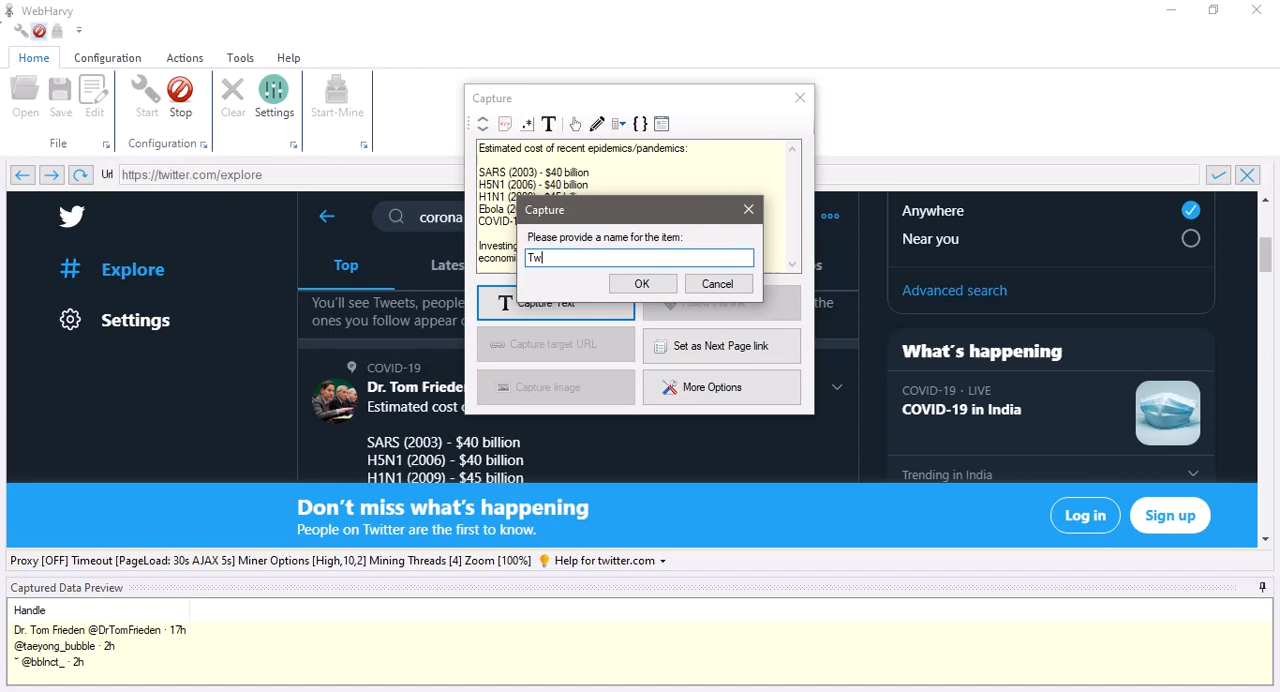 WebHarvy
Home Configuration Actions Tools Help
Open Save Edit Start Stop Clear Settings Start-Mine
File Configuration
Url https://twitter.com/explore
Capture
Estimated cost of recent epidemics/pandemics:
SARS (2003) - $40 billion
H5N1 (2006) - $40 billion
Capture
Please provide a name for the item:
Tw
OK Cancel
Capture Text
Capture target URL Set as Next Page link
Capture Image More Options
corona
Explore
Settings
Top
You'll see Tweets, people
ones you follow appear
the
COVID-19
Dr. Tom Frieden
Estimated cost
SARS (2003) - $40 billion
H5N1 (2006) - $40 billion
H1N1 (2009) - $45 billion
Anywhere
Near you
Advanced search
What´s happening
COVID-19 · LIVE
COVID-19 in India
Trending in India
Don't miss what's happening
People on Twitter are the first to know.
Log in Sign up
Proxy [OFF] Timeout [PageLoad: 30s AJAX 5s] Miner Options [High,10,2] Mining Threads [4] Zoom [100%] Help for twitter.com
Captured Data Preview
Handle
Dr. Tom Frieden @DrTomFrieden · 17h
@taeyong_bubble · 2h
˘ @bblnct_ · 2h